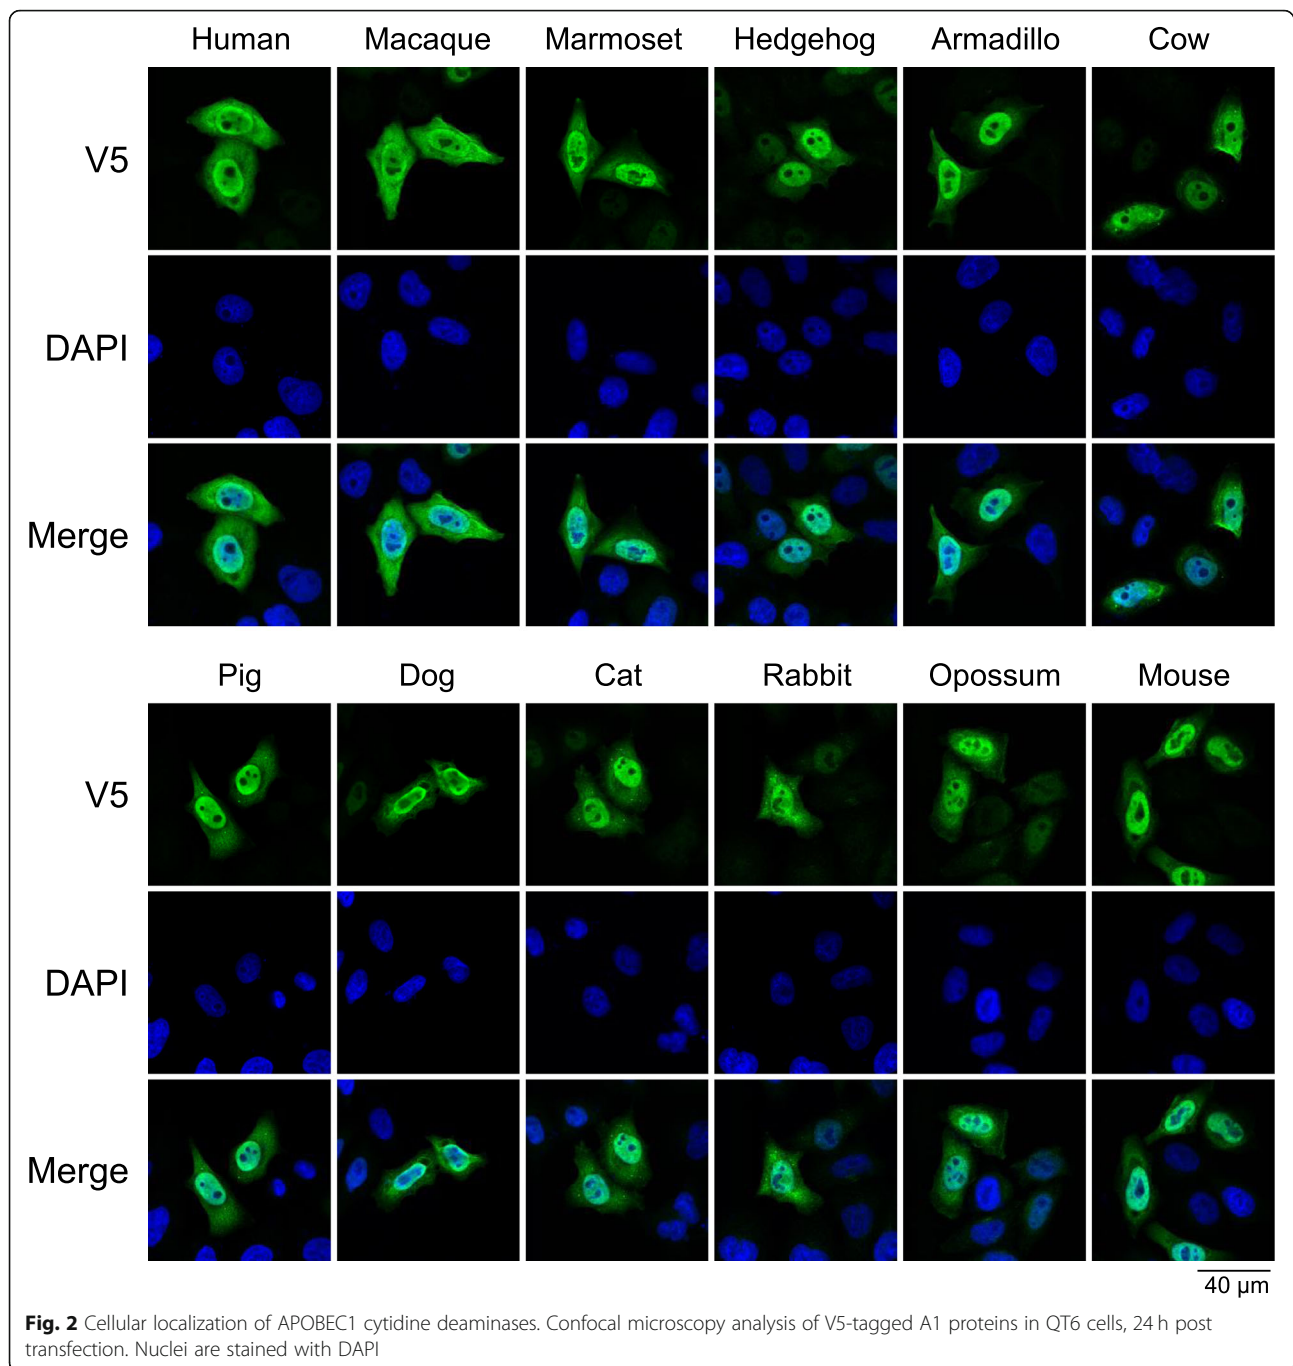 Human Macaque Marmoset Hedgehog Armadillo Cow
V5
DAPI
Merge
Pig Dog Cat Rabbit Opossum Mouse
V5
DAPI
Merge
40 µm
Fig. 2 Cellular localization of APOBEC1 cytidine deaminases. Confocal microscopy analysis of V5-tagged A1 proteins in QT6 cells, 24 h post
transfection. Nuclei are stained with DAPI